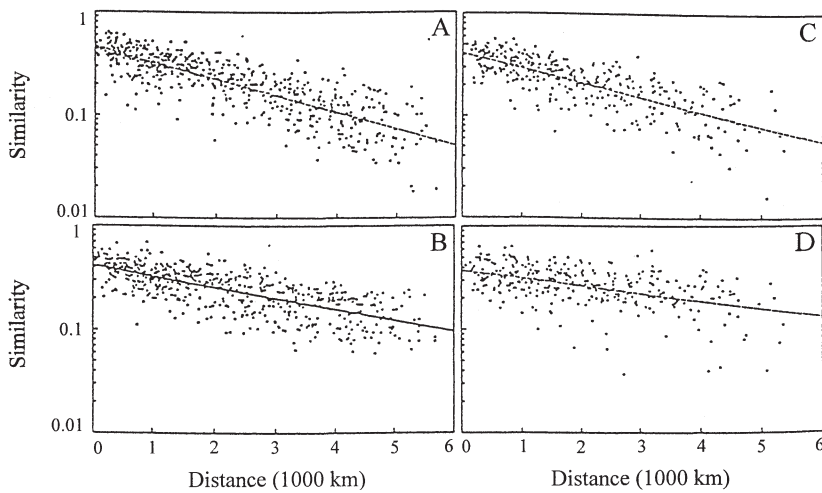 A
C
1
0.1
0.01
Similarity
B
D
1
0.1
0.01
Similarity
0 1 2 3 4 5 6
0 1 2 3 4 5 6
Distance (1000 km)
Distance (1000 km)